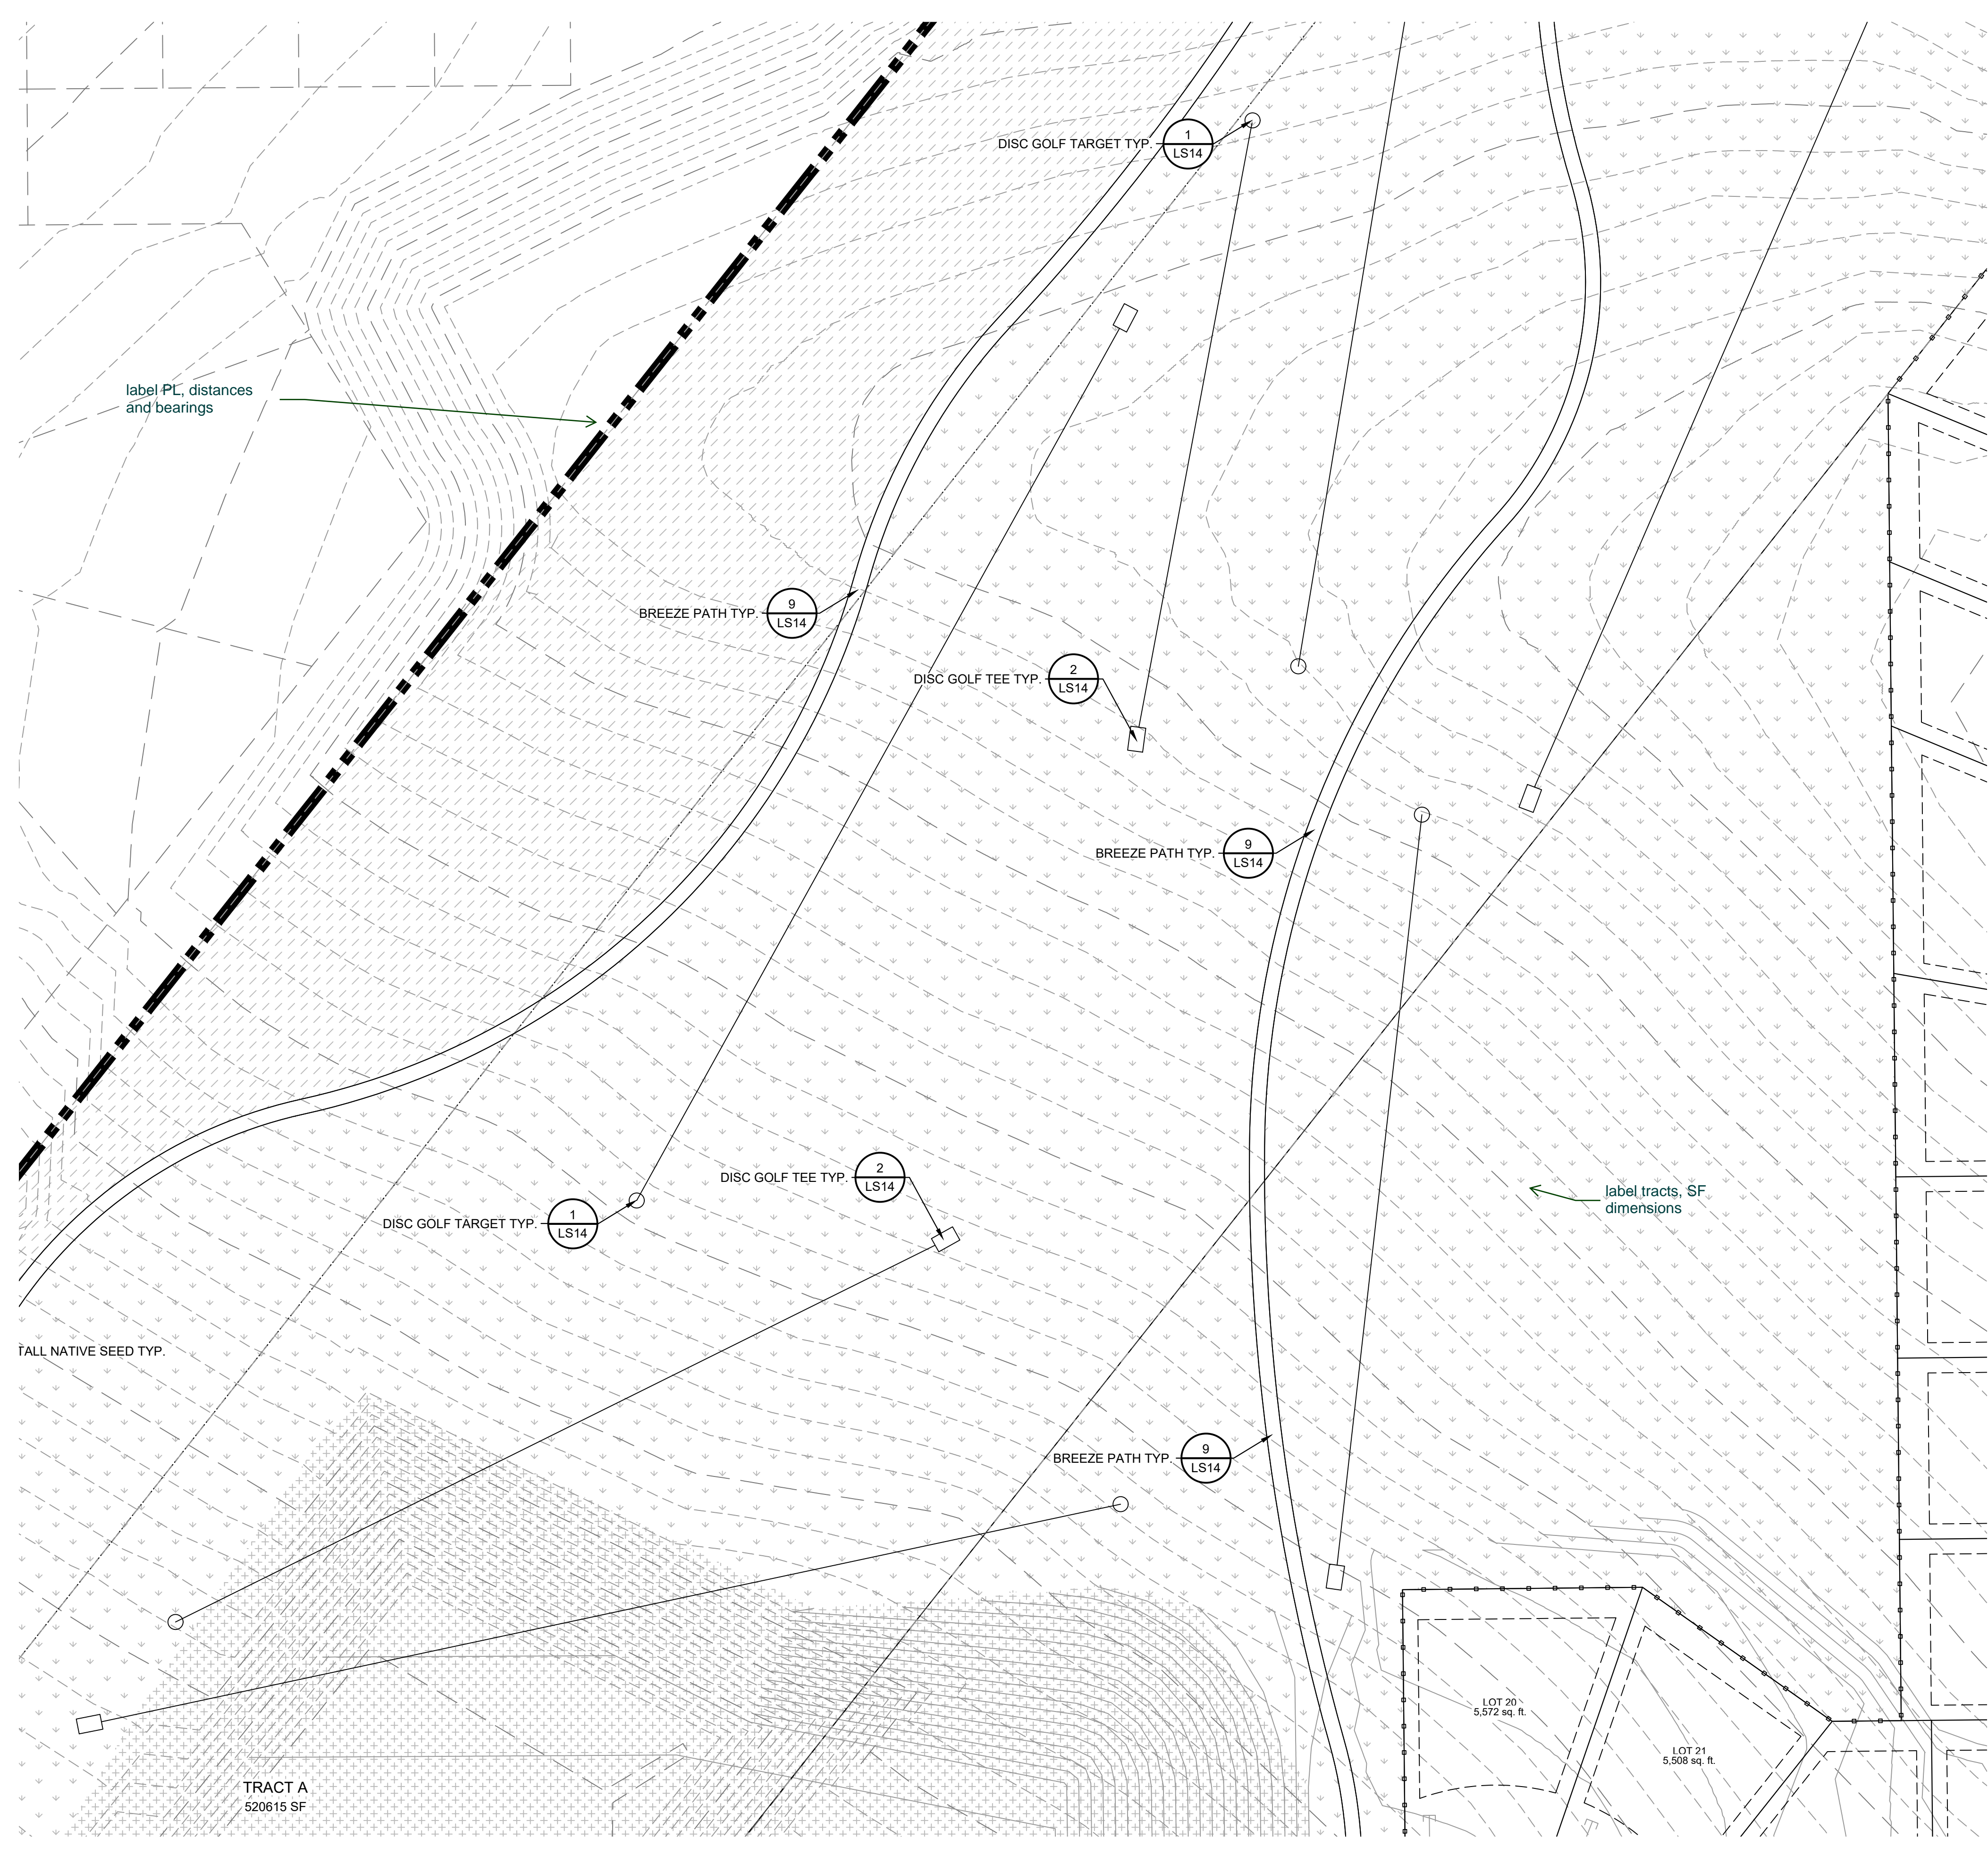 1
DISC GOLF TARGET TYP.
LS14
label PL, distances
and bearings
9
BREEZE PATH TYP.
LS14
2
DISC GOLF TEE TYP.
LS14
9
BREEZE PATH TYP.
LS14
2
DISC GOLF TEE TYP.
LS14
label tracts, SF
dimensions
1
DISC GOLF TARGET TYP.
LS14
TALL NATIVE SEED TYP.
9
BREEZE PATH TYP.
LS14
LOT 20
5,572 sq. ft.
LOT 21
5,508 sq. ft.
TRACT A
520615 SF